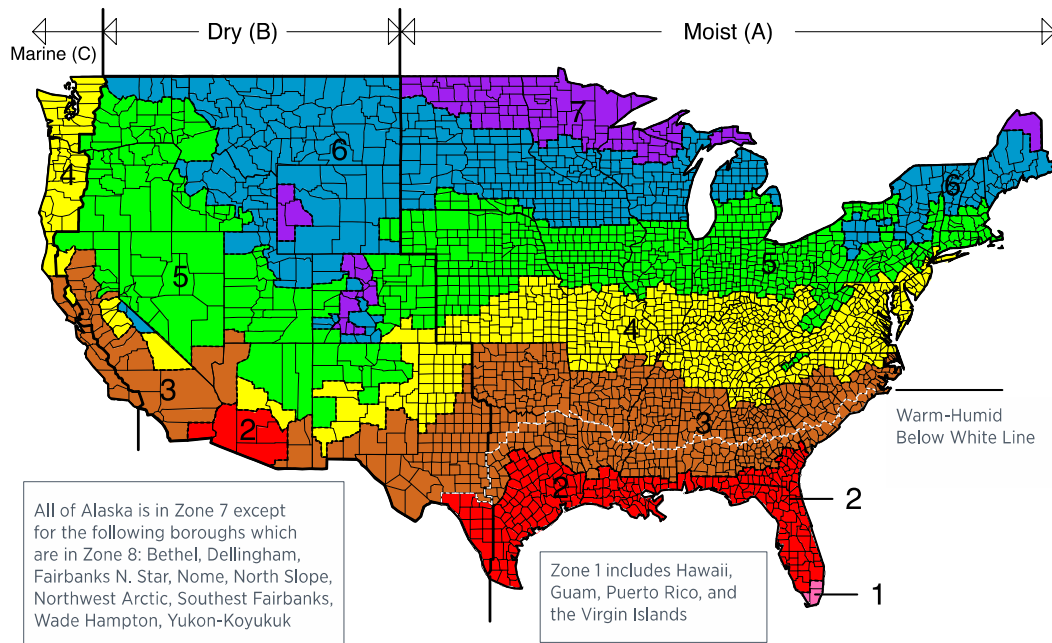 Marine (C)
Dry (B)
Moist (A)
7
6
6
4
5
5
4
3
3
2
2
2
1
Warm-Humid
Below White Line
All of Alaska is in Zone 7 except
for the following boroughs which
are in Zone 8: Bethel, Dellingham,
Fairbanks N. Star, Nome, North Slope,
Northwest Arctic, Southest Fairbanks,
Wade Hampton, Yukon-Koyukuk
Zone 1 includes Hawaii,
Guam, Puerto Rico, and
the Virgin Islands